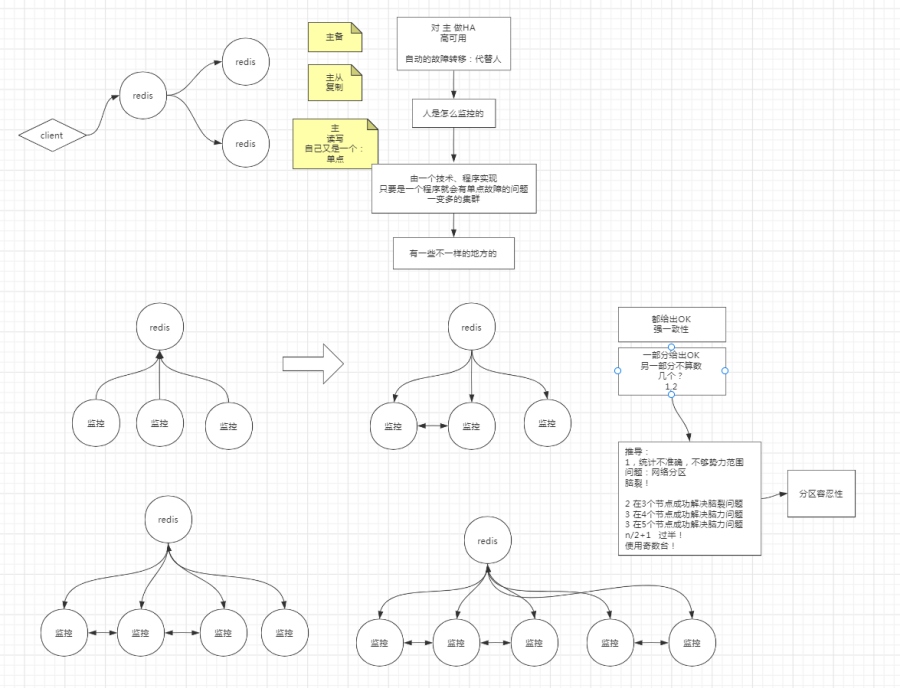 client
redis
redis
redis
主备
主从
复制
主
读写
自己又是一个：
单点
对 主 做HA
高可用
自动的故障转移：代替人
人是怎么监控的
由一个技术、程序实现
只要是一个程序就会有单点故障的问题
一变多的集群
有一些不一样的地方的
redis
监控
监控
监控
redis
监控
监控
监控
都给出OK
强一致性
一部分给出OK
另一部分不算数
几个？
1,2
推导：
1，统计不准确，不够势力范围
问题：网络分区
脑裂！
2 在3个节点成功解决脑裂问题
3 在4个节点成功解决脑力问题
3 在5个节点成功解决脑力问题
n/2+1 过半！
使用奇数台！
分区容忍性
redis
监控
监控
监控
监控
redis
监控
监控
监控
监控
监控